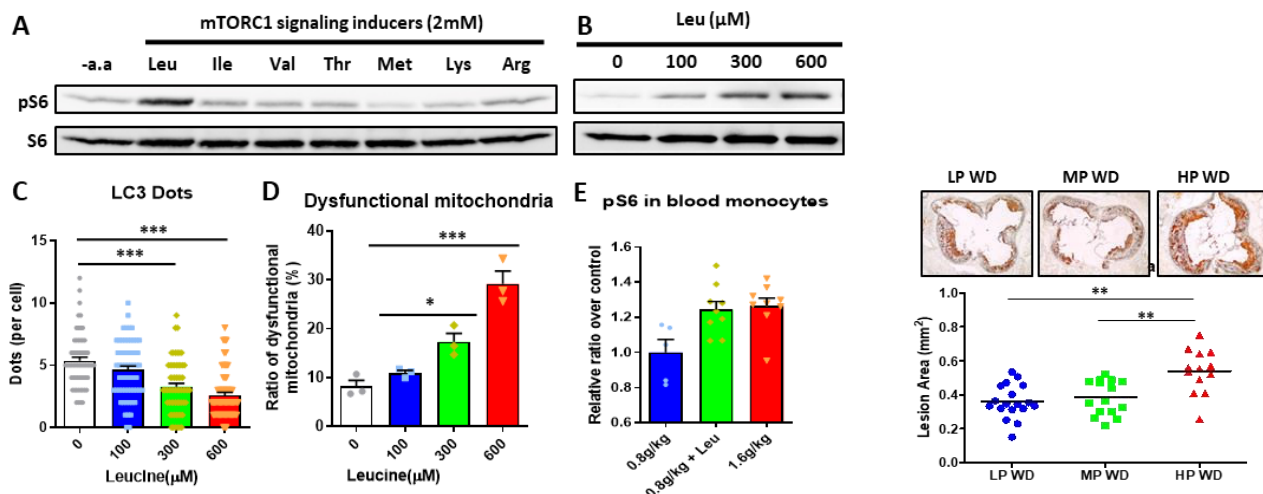 A
mTORC1 signaling inducers (2mM)
-a.a Leu Ile Val Thr Met Lys Arg
pS6
S6
B
Leu (μM)
0 100 300 600
C
LC3 Dots
***
***
15
10
5
0
Dots (per cell)
0 100 300 600
Leucine(μM)
D
Dysfunctional mitochondria
***
*
40
30
20
10
0
Ratio of dysfunctional
mitochondria (%)
0 100 300 600
Leucine(μM)
E
pS6 in blood monocytes
1.6
1.4
1.2
1.0
0.8
0.6
Relative ratio over control
0.8g/kg
0.8g/kg + Leu
1.6g/kg
LP WD MP WD HP WD
a
**
**
1.0
0.8
0.6
0.4
0.2
0.0
Lesion Area (mm²)
LP WD MP WD HP WD